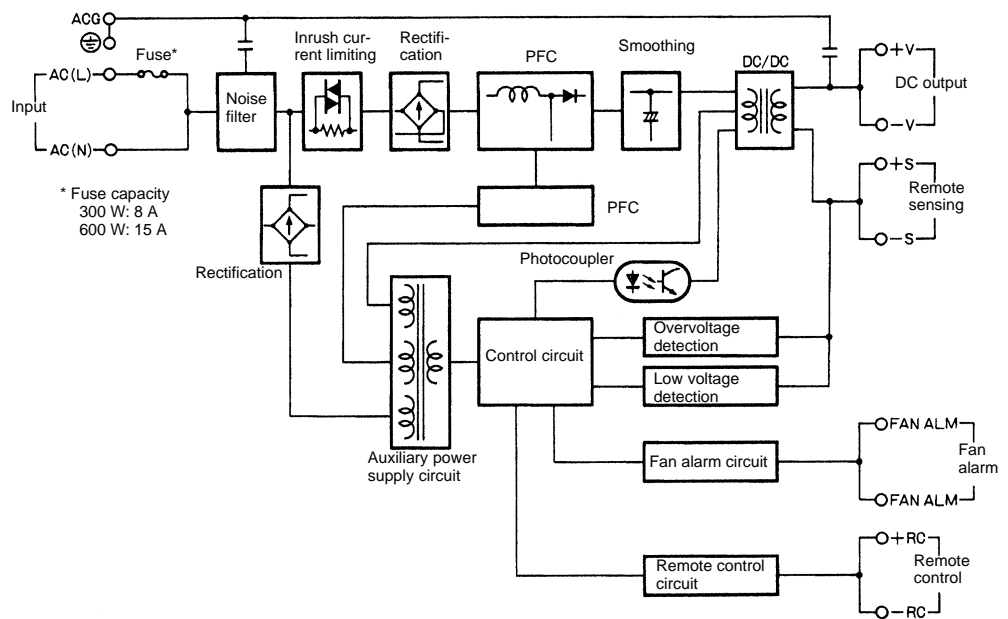 ACG
Fuse*
Inrush cur-
rent limiting
Rectifi-
cation
PFC
Smoothing
DC/DC
+V
DC output
−V
Input
AC(L)
AC(N)
Noise
filter
* Fuse capacity
300 W: 8 A
600 W: 15 A
Rectification
PFC
+S
Remote
sensing
−S
Photocoupler
Control circuit
Overvoltage
detection
Low voltage
detection
Auxiliary power
supply circuit
Fan alarm circuit
FAN ALM
Fan
alarm
FAN ALM
Remote control
circuit
+RC
Remote
control
−RC